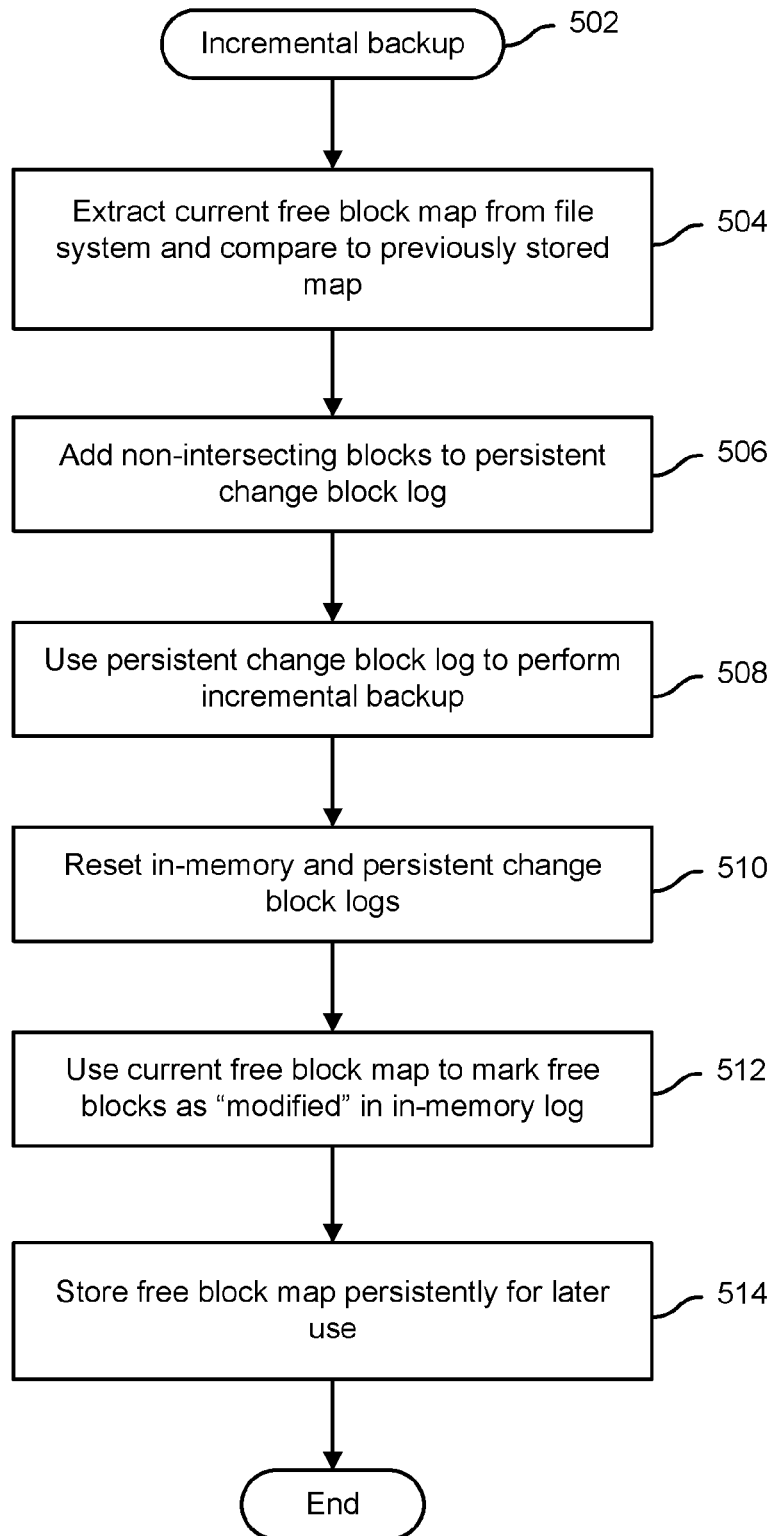 Incremental backup
502
Extract current free block map from file
system and compare to previously stored
map
504
Add non-intersecting blocks to persistent
change block log
506
Use persistent change block log to perform
incremental backup
508
Reset in-memory and persistent change
block logs
510
Use current free block map to mark free
blocks as “modified” in in-memory log
512
Store free block map persistently for later
use
514
End